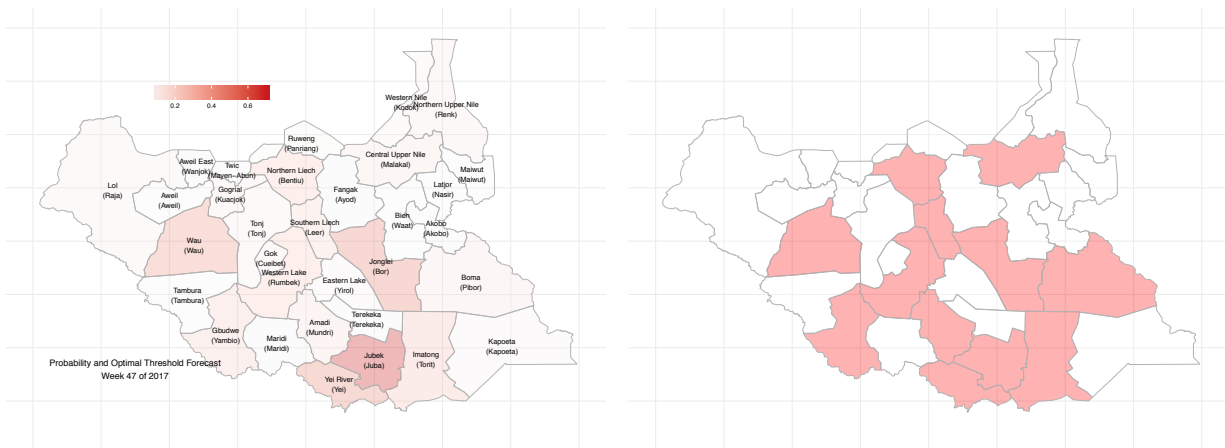 Western Nile
(Kodok)
Northern Upper Nile
(Renk)
0.2 0.4 0.6
Ruweng
(Panriang)
Central Upper Nile
(Malakal)
Aweil East
(Wanjok)
Twic
(Mayen-Abun)
Northern Liech
(Bentiu)
Maiwut
(Maiwut)
Lol
(Raja)
Aweil
(Aweil)
Gogrial
(Kuacjok)
Fangak
(Ayod)
Latjor
(Nasir)
Tonj
(Tonj)
Southern Liech
(Leer)
Bieh
(Waat)
Akobo
(Akobo)
Wau
(Wau)
Gok
(Cueibet)
Jonglei
(Bor)
Western Lake
(Rumbek)
Eastern Lake
(Yirol)
Boma
(Pibor)
Tambura
(Tambura)
Terekeka
(Terekeka)
Gbudwe
(Yambio)
Maridi
(Maridi)
Amadi
(Mundri)
Kapoeta
(Kapoeta)
Jubek
(Juba)
Imatong
(Torit)
Probability and Optimal Threshold Forecast
Week 47 of 2017
Yei River
(Yei)